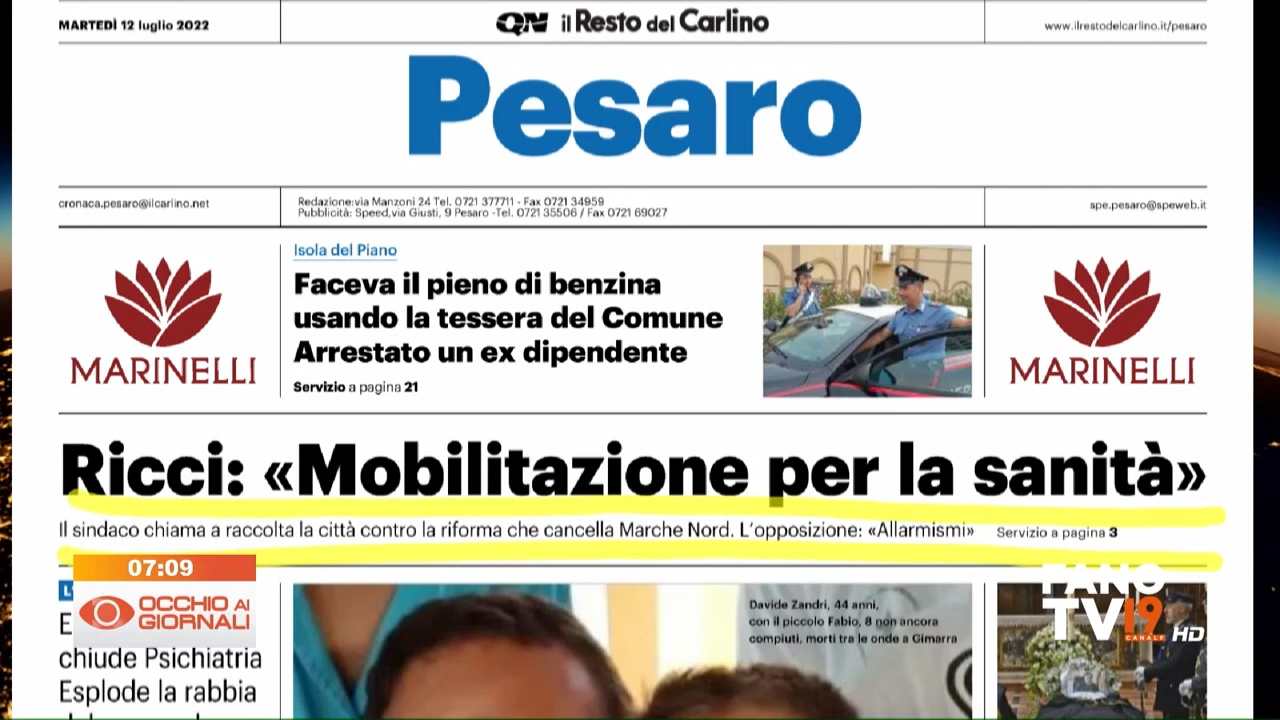 MARTEDÌ 12 luglio 2022
QN il Resto del Carlino
www.ilrestodelcarlino.it/pesaro
Pesaro
cronaca.pesaro@ilcarlino.net
Redazione:via Manzoni 24 Tel. 0721 377711 - Fax 0721 34959
Pubblicità: Speed,via Giusti, 9 Pesaro -Tel. 0721 35506 / Fax 0721 69027
spe.pesaro@speweb.it
MARINELLI
Isola del Piano
Faceva il pieno di benzina
usando la tessera del Comune
Arrestato un ex dipendente
Servizio a pagina 21
MARINELLI
Ricci: «Mobilitazione per la sanità»
Il sindaco chiama a raccolta la città contro la riforma che cancella Marche Nord. L'opposizione: «Allarmismi» Servizio a pagina 3
07:09
OCCHIO AI
GIORNALI
chiude Psichiatria
Esplode la rabbia
Davide Zandri, 44 anni,
con il piccolo Fabio, 8 non ancora
compiuti, morti tra le onde a Gimarra
FANO
TV19
CANALE HD